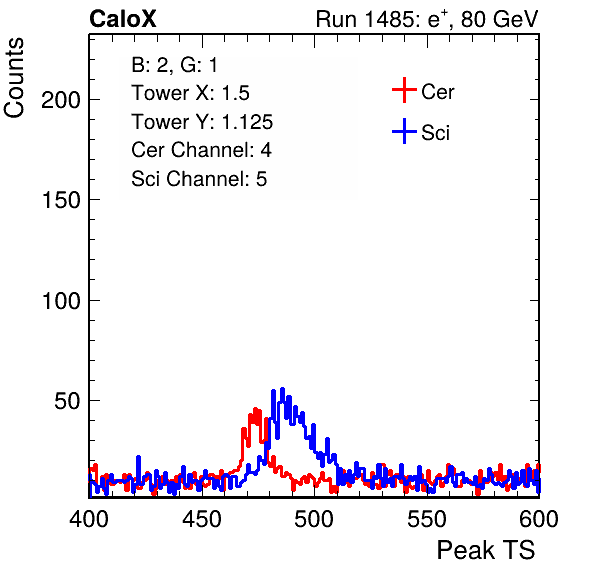 CaloX Run 1485: e⁺, 80 GeV
Counts
B: 2, G: 1
Tower X: 1.5
Tower Y: 1.125
Cer Channel: 4
Sci Channel: 5
Cer
Sci
200
150
100
50
400 450 500 550 600
Peak TS